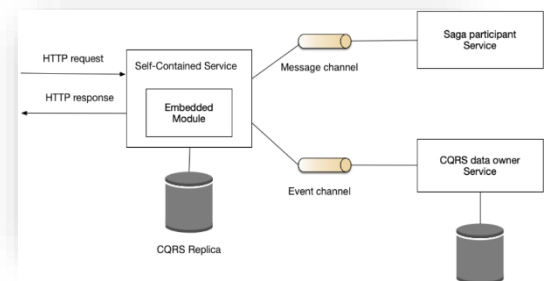 HTTP request
HTTP response
Self-Contained Service
Embedded
Module
CQRS Replica
Message channel
Event channel
Saga participant
Service
CQRS data owner
Service